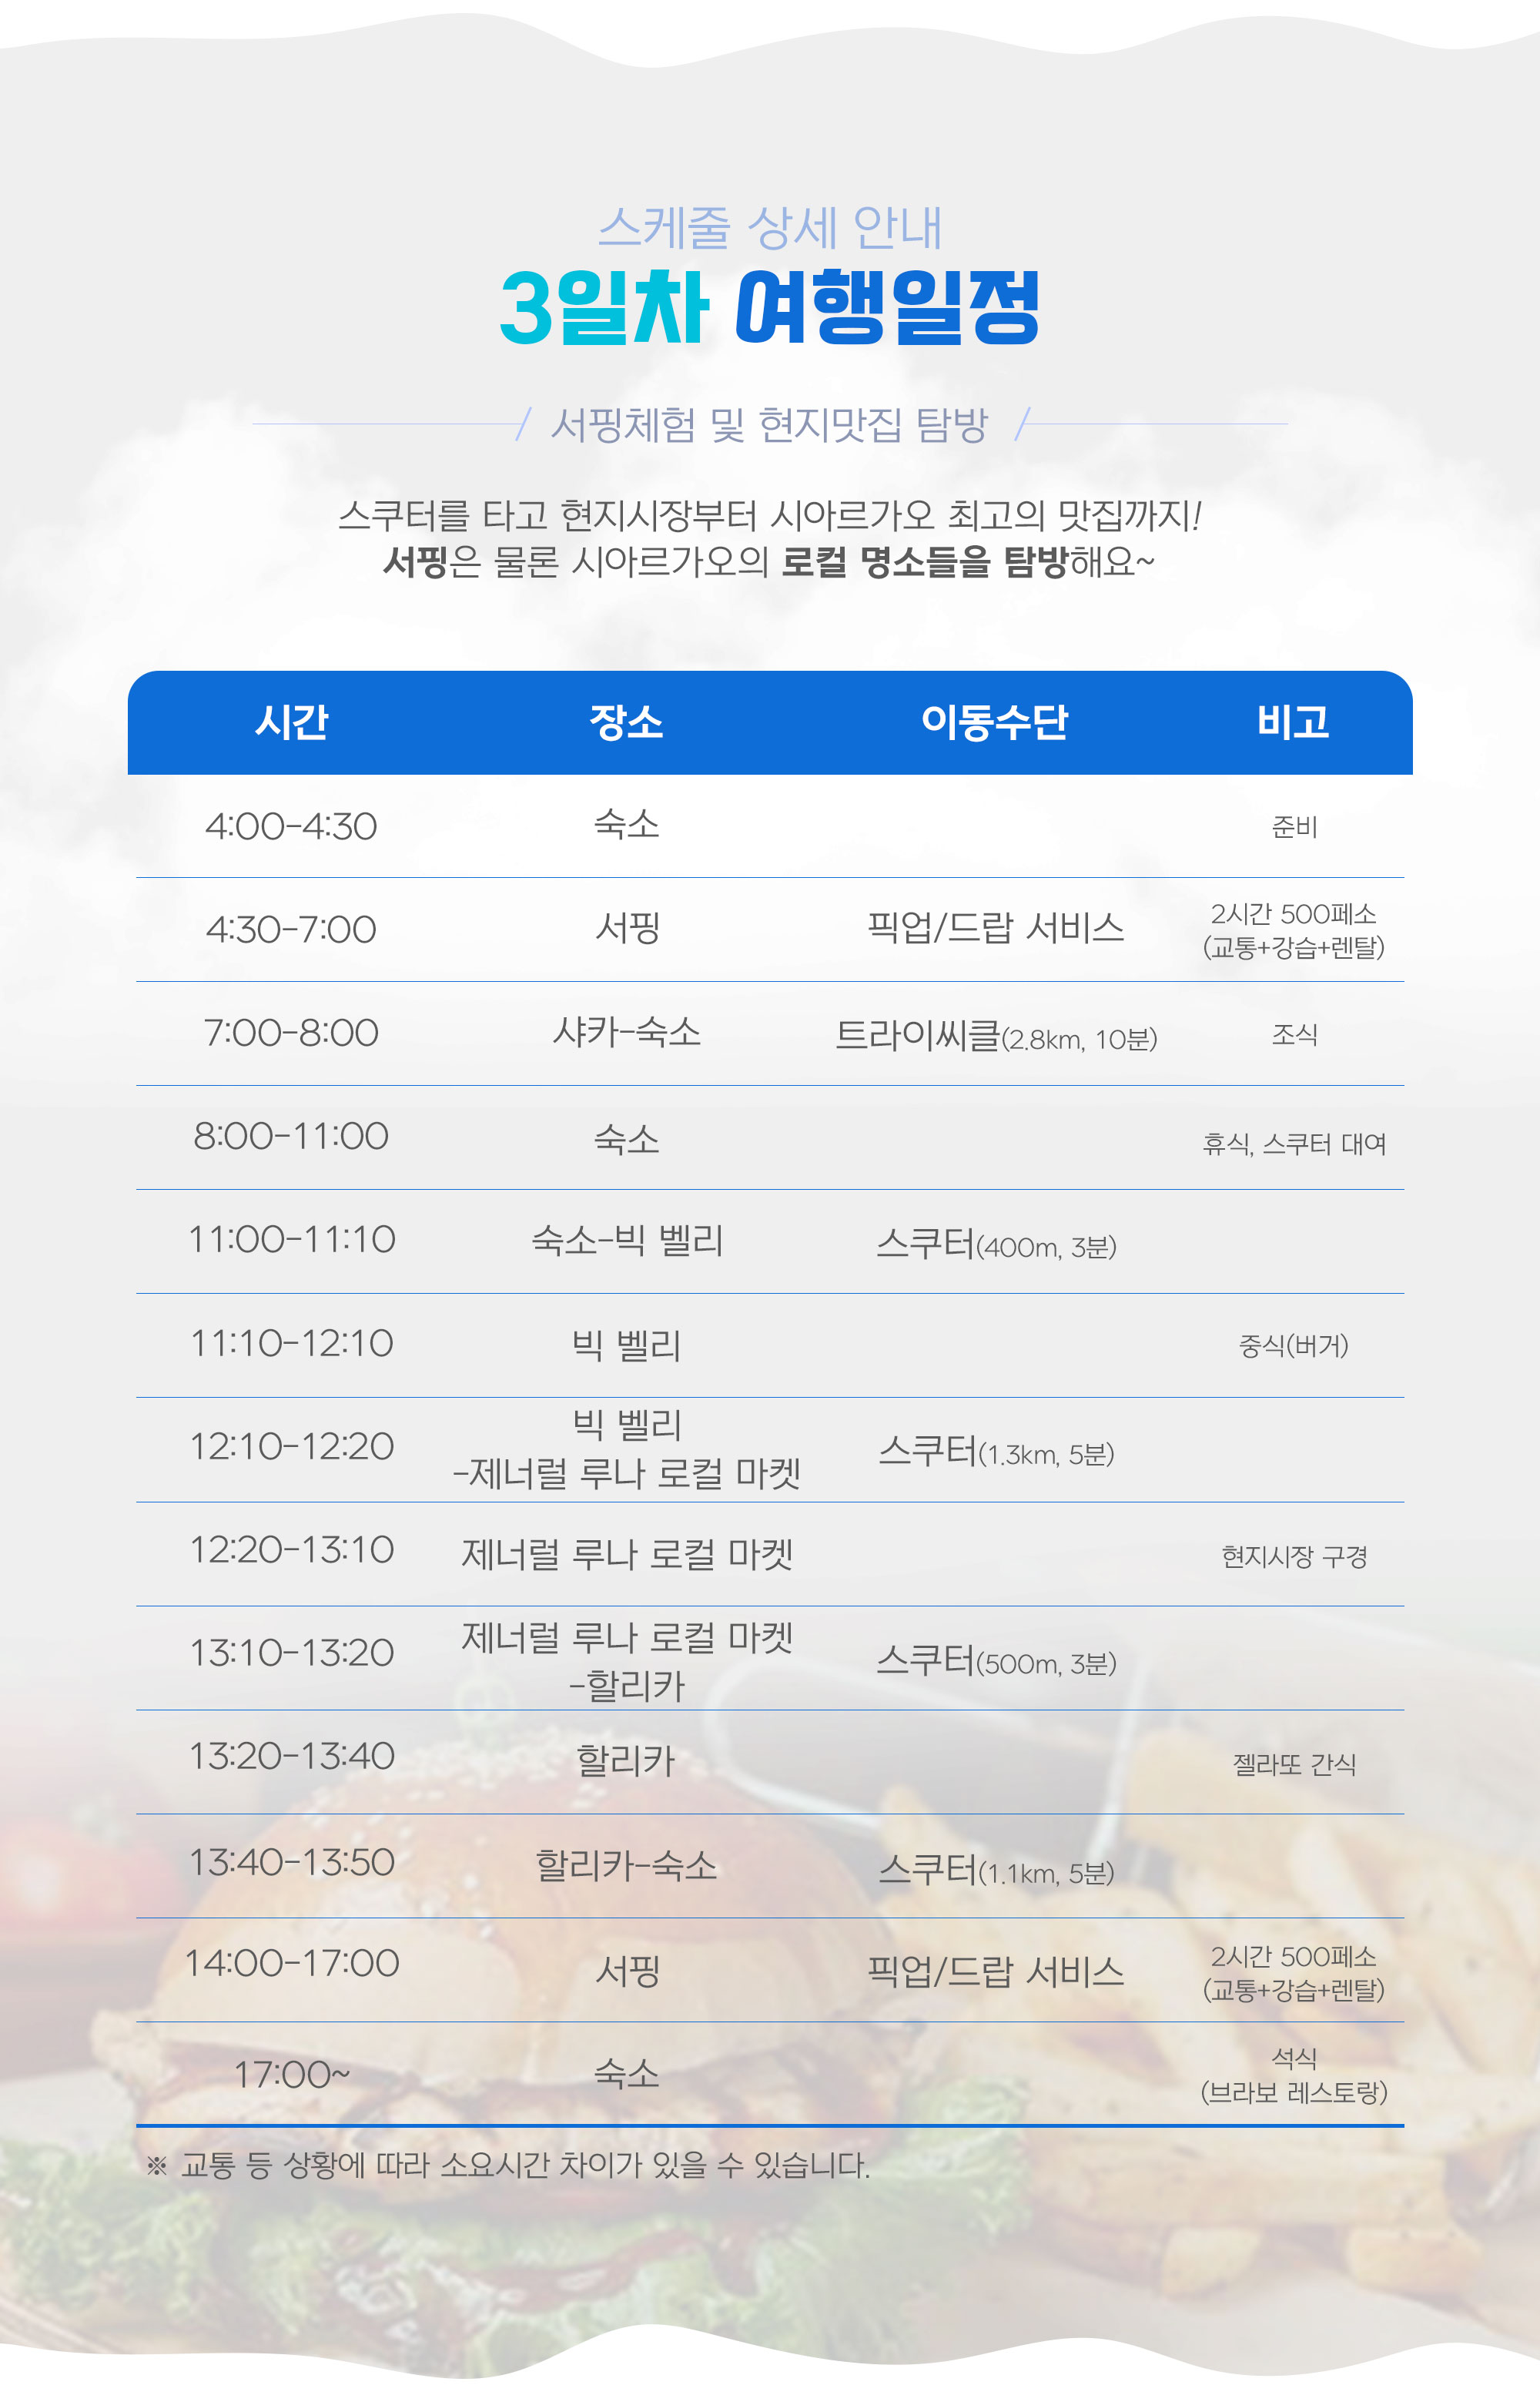 스케줄 상세 안내
3일차 여행일정
서핑체험 및 현지맛집 탐방
스쿠터를 타고 현지시장부터 시아르가오 최고의 맛집까지!
서핑은 물론 시아르가오의 로컬 명소들을 탐방해요~
시간 장소 이동수단 비고
4:00-4:30 숙소 준비
4:30-7:00 서핑 픽업/드랍 서비스 2시간 500페소
(교통+강습+렌탈)
7:00-8:00 샤카-숙소 트라이씨클(2.8km, 10분) 조식
8:00-11:00 숙소 휴식, 스쿠터 대여
11:00-11:10 숙소-빅 벨리 스쿠터(400m, 3분)
11:10-12:10 빅 벨리 중식(버거)
12:10-12:20 빅 벨리
-제너럴 루나 로컬 마켓 스쿠터(1.3km, 5분)
12:20-13:10 제너럴 루나 로컬 마켓 현지시장 구경
13:10-13:20 제너럴 루나 로컬 마켓
-할리카 스쿠터(500m, 3분)
13:20-13:40 할리카 젤라또 간식
13:40-13:50 할리카-숙소 스쿠터(1.1km, 5분)
14:00-17:00 서핑 픽업/드랍 서비스 2시간 500페소
(교통+강습+렌탈)
17:00~ 숙소 석식
(브라보 레스토랑)
※ 교통 등 상황에 따라 소요시간 차이가 있을 수 있습니다.